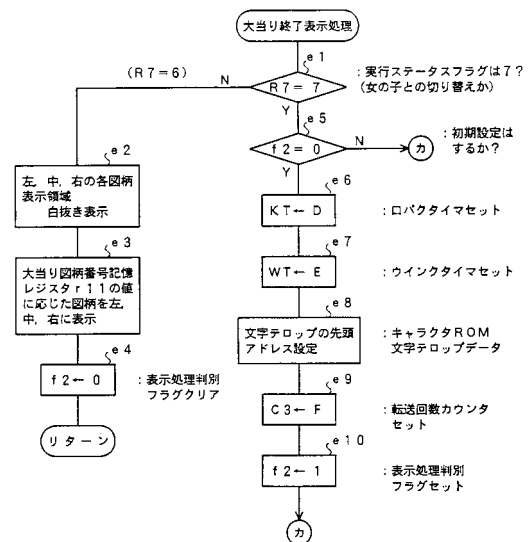 大当り終了表示処理
e1
(R7=6)
N
R7=7
:実行ステータスフラグは7?
(女の子との切り替えか)
Y
e5
f2=0
N
カ
:初期設定は
するか?
Y
e2
左,中,右の各図柄
表示領域
白抜き表示
e3
大当り図柄番号記憶
レジスタr11の値
に応じた図柄を左,
中,右に表示
e4
f2←0
:表示処理判別
フラグクリア
リターン
e6
KT←D
:口パクタイマセット
e7
WT←E
:ウインクタイマセット
e8
文字テロップの先頭
アドレス設定
:キャラクタROM
文字テロップデータ
e9
C3←F
:転送回数カウンタ
セット
e10
f2←1
:表示処理判別
フラグセット
カ